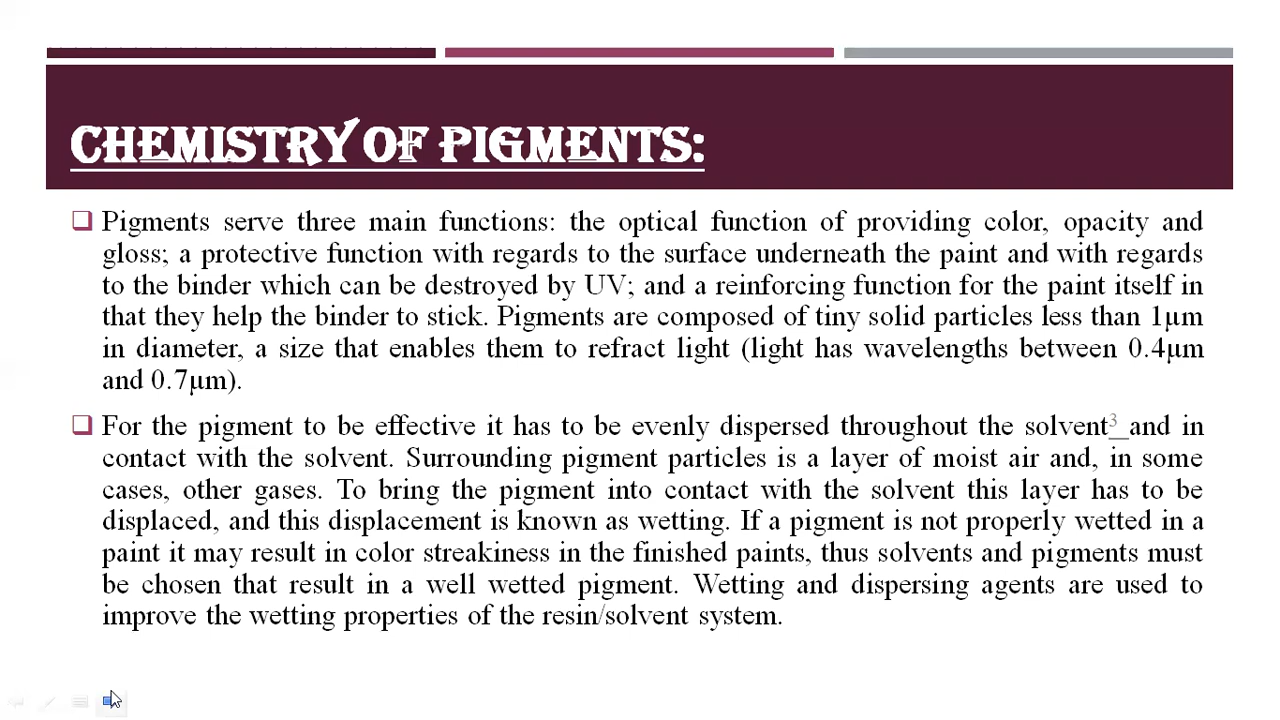 CHEMISTRY OF PIGMENTS:
❑ Pigments serve three main functions: the optical function of providing color, opacity and
gloss; a protective function with regards to the surface underneath the paint and with regards
to the binder which can be destroyed by UV; and a reinforcing function for the paint itself in
that they help the binder to stick. Pigments are composed of tiny solid particles less than 1µm
in diameter, a size that enables them to refract light (light has wavelengths between 0.4µm
and 0.7µm).
❑ For the pigment to be effective it has to be evenly dispersed throughout the solvent³ and in
contact with the solvent. Surrounding pigment particles is a layer of moist air and, in some
cases, other gases. To bring the pigment into contact with the solvent this layer has to be
displaced, and this displacement is known as wetting. If a pigment is not properly wetted in a
paint it may result in color streakiness in the finished paints, thus solvents and pigments must
be chosen that result in a well wetted pigment. Wetting and dispersing agents are used to
improve the wetting properties of the resin/solvent system.